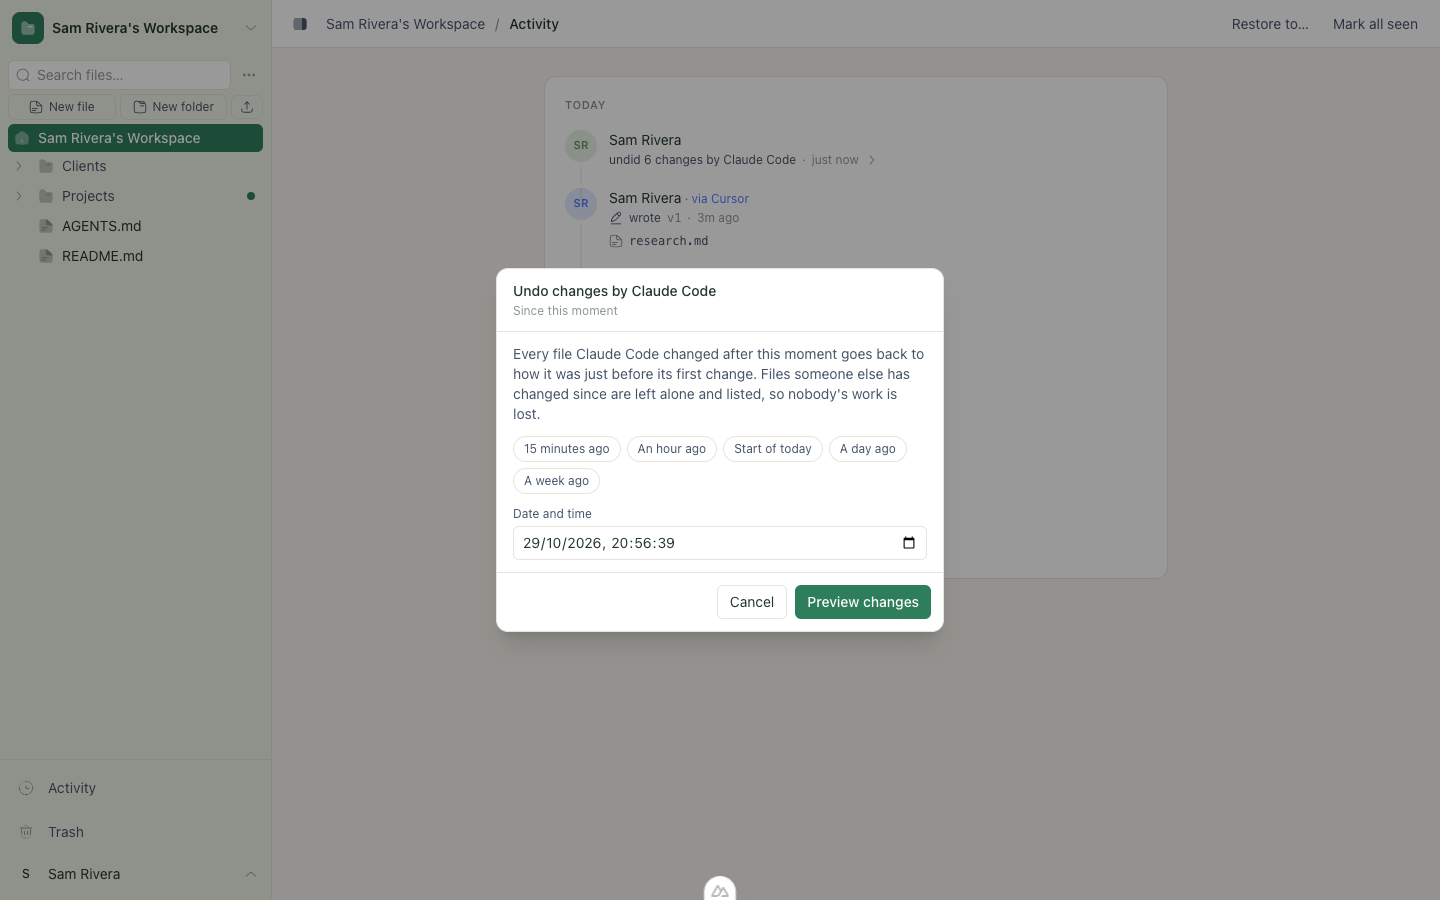 Sam Rivera's Workspace
Search files...
New file
New folder
Sam Rivera's Workspace
Clients
Projects
AGENTS.md
README.md
Activity
Trash
S
Sam Rivera
Sam Rivera's Workspace / Activity
Restore to...
Mark all seen
TODAY
SR
Sam Rivera
undid 6 changes by Claude Code · just now
SR
Sam Rivera · via Cursor
wrote v1 · 3m ago
research.md
Undo changes by Claude Code
Since this moment
Every file Claude Code changed after this moment goes back to
how it was just before its first change. Files someone else has
changed since are left alone and listed, so nobody's work is
lost.
15 minutes ago
An hour ago
Start of today
A day ago
A week ago
Date and time
29/10/2026, 20:56:39
Cancel
Preview changes